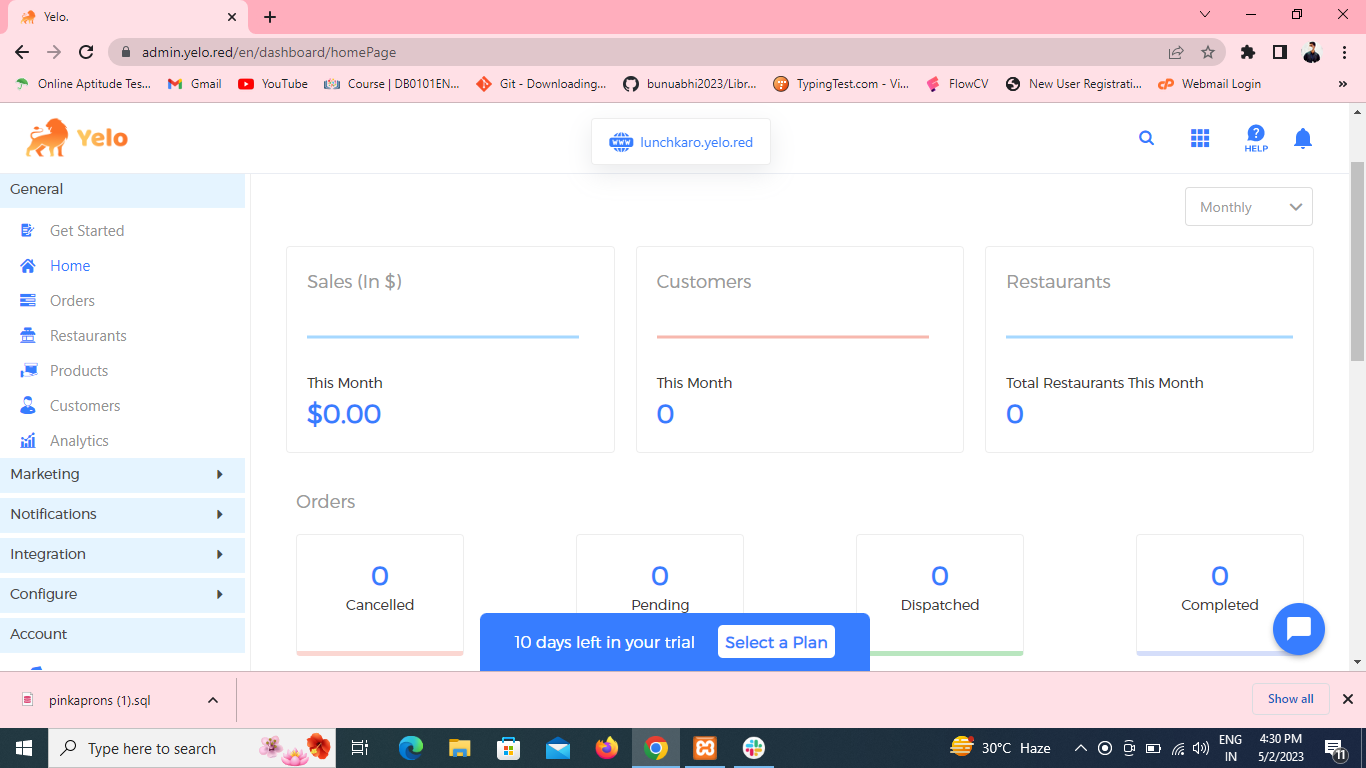 Yelo.
admin.yelo.red/en/dashboard/homePage
Online Aptitude Tes...
Gmail
YouTube
Course | DB0101EN...
Git - Downloading...
bunuabhi2023/Libr...
TypingTest.com - Vi...
FlowCV
New User Registrati...
Webmail Login
»
Yelo
www
lunchkaro.yelo.red
?
HELP
General
Get Started
Home
Orders
Restaurants
Products
Customers
Analytics
Marketing
Notifications
Integration
Configure
Account
Monthly
Sales (In $)
This Month
$0.00
Customers
This Month
0
Restaurants
Total Restaurants This Month
0
Orders
0
Cancelled
0
Pending
0
Dispatched
0
Completed
10 days left in your trial
Select a Plan
pinkaprons (1).sql
Show all
Type here to search
30°C Haze
ENG
IN
4:30 PM
5/2/2023
11